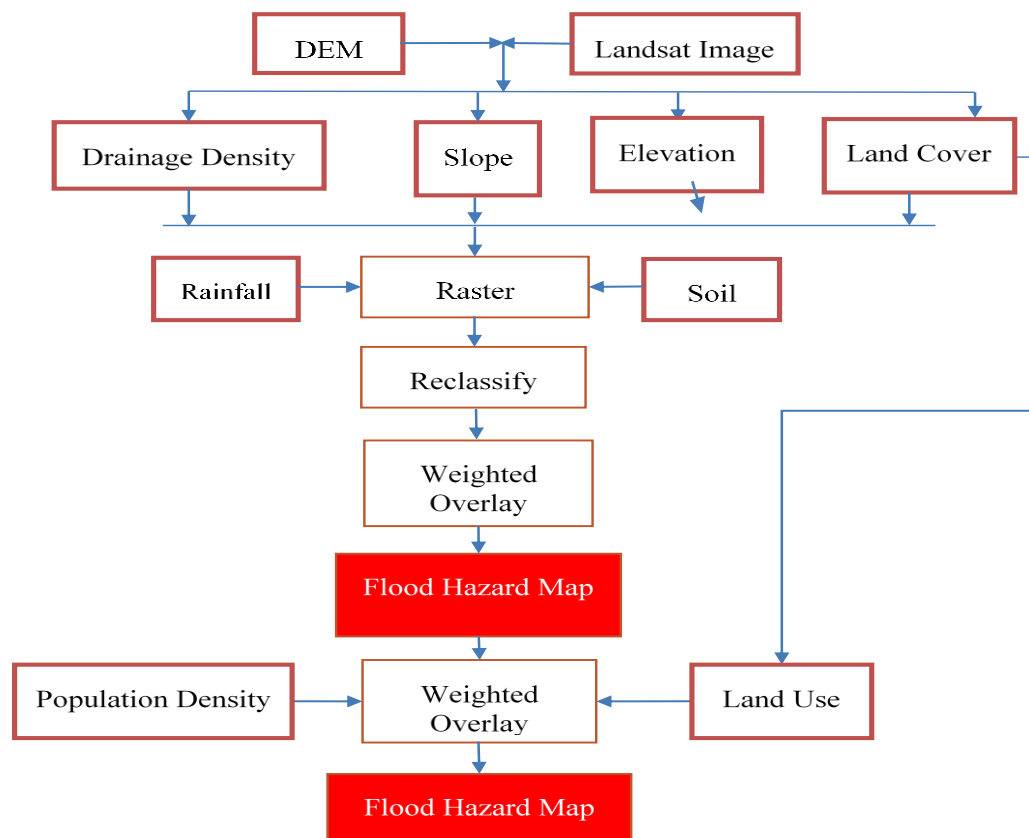 DEM
Landsat Image
Drainage Density
Slope
Elevation
Land Cover
Rainfall
Raster
Soil
Reclassify
Weighted
Overlay
Flood Hazard Map
Population Density
Weighted
Overlay
Land Use
Flood Hazard Map